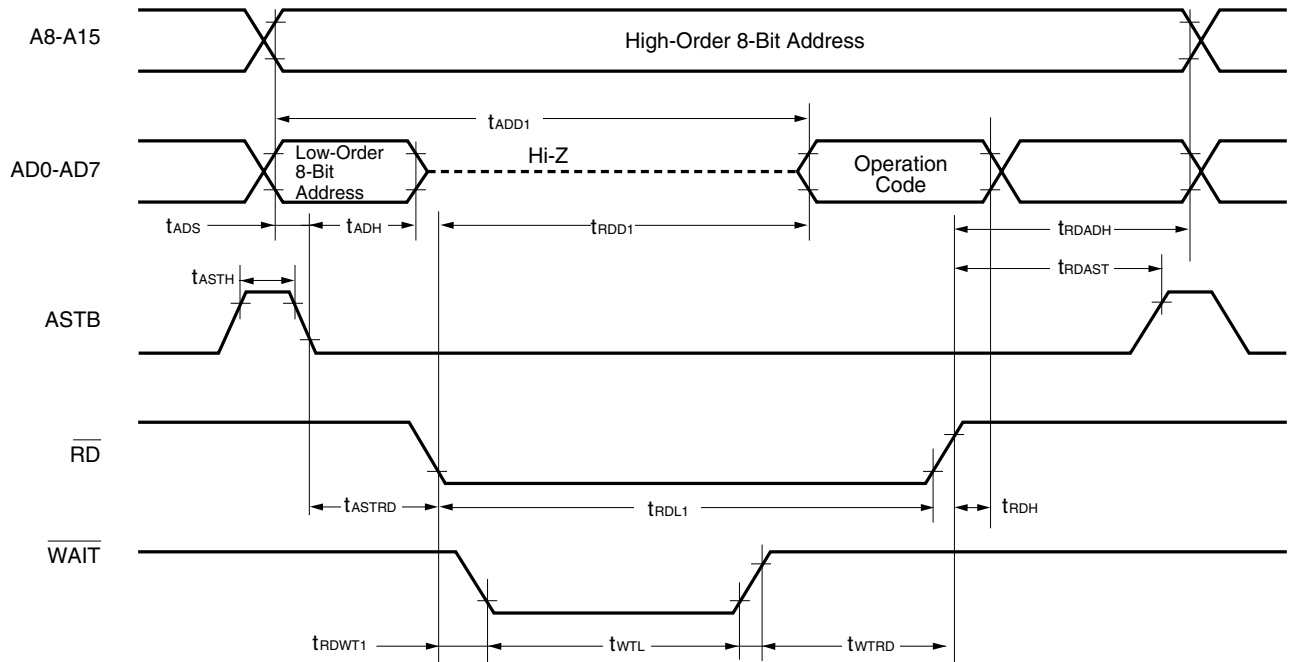 A8-A15
High-Order 8-Bit Address
tADD1
AD0-AD7
Low-Order
8-Bit
Address
Hi-Z
Operation
Code
tADS
tADH
tRDD1
tRDADH
tASTH
tRDAST
ASTB
RD
tASTRD
tRDL1
tRDH
WAIT
tRDWT1
tWTL
tWTRD